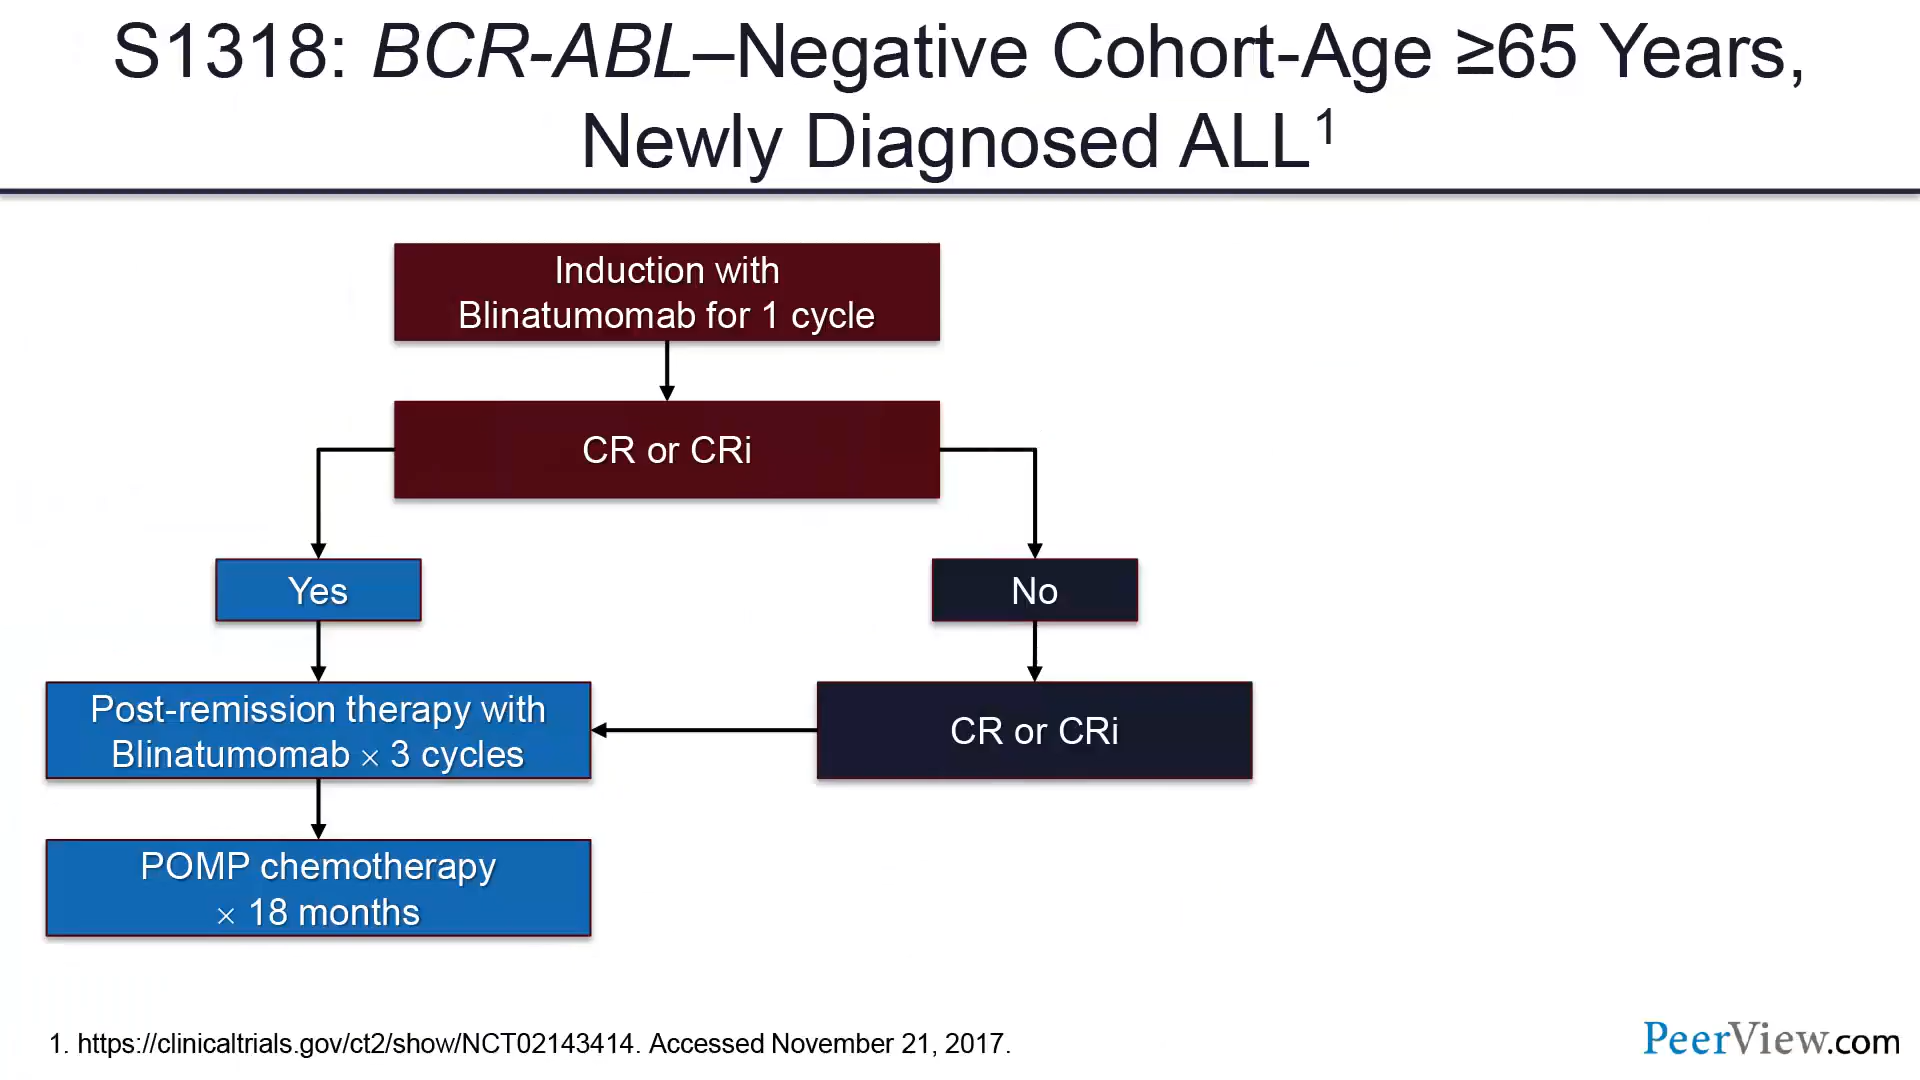 S1318: BCR-ABL–Negative Cohort-Age ≥65 Years,
Newly Diagnosed ALL1
Induction with
Blinatumomab for 1 cycle
CR or CRi
Yes
No
Post-remission therapy with
Blinatumomab × 3 cycles
CR or CRi
POMP chemotherapy
× 18 months
1. https://clinicaltrials.gov/ct2/show/NCT02143414. Accessed November 21, 2017.
PeerView.com